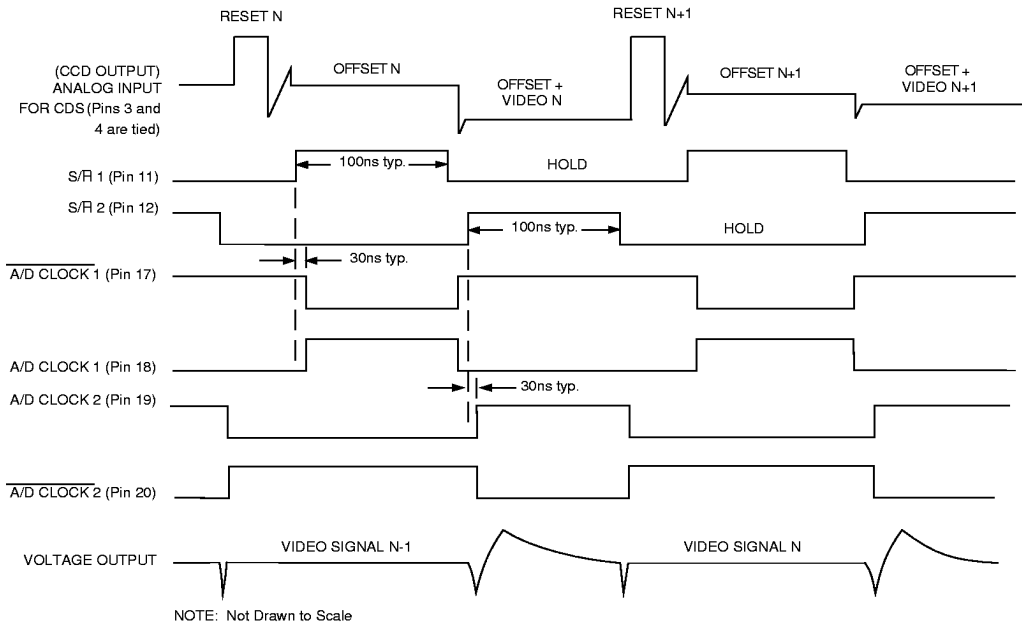 RESET N
RESET N+1
(CCD OUTPUT)
ANALOG INPUT
FOR CDS (Pins 3 and
4 are tied)
OFFSET N
OFFSET +
VIDEO N
OFFSET N+1
OFFSET +
VIDEO N+1
S/H 1 (Pin 11)
100ns typ.
HOLD
S/H 2 (Pin 12)
100ns typ.
HOLD
30ns typ.
A/D CLOCK 1 (Pin 17)
A/D CLOCK 1 (Pin 18)
30ns typ.
A/D CLOCK 2 (Pin 19)
A/D CLOCK 2 (Pin 20)
VOLTAGE OUTPUT
VIDEO SIGNAL N-1
VIDEO SIGNAL N
NOTE: Not Drawn to Scale